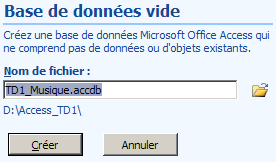 Base de données vide
Créez une base de données Microsoft Office Access qui
ne comprend pas de données ou d'objets existants.
Nom de fichier :
TD1_Musique.accdb
D:\Access_TD1\
Créer
Annuler